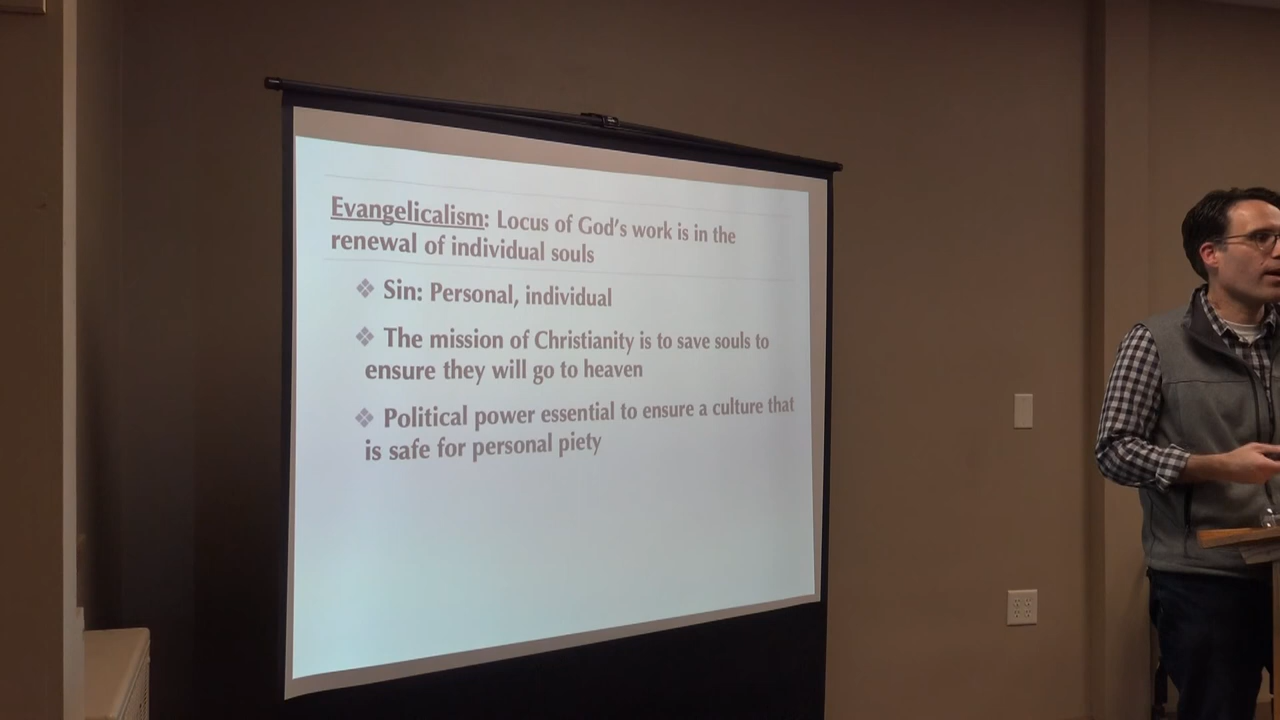 Evangelicalism: Locus of God's work is in the
renewal of individual souls
❖ Sin: Personal, individual
❖ The mission of Christianity is to save souls to
ensure they will go to heaven
❖ Political power essential to ensure a culture that
is safe for personal piety